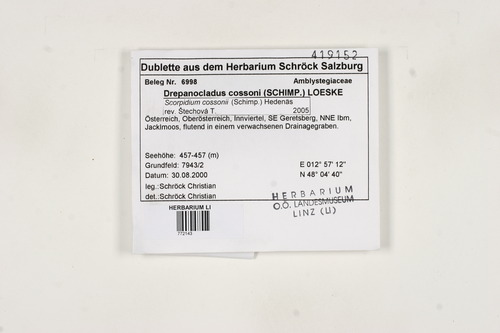 419152
Dublette aus dem Herbarium Schröck Salzburg
Beleg Nr. 6998 Amblystegiaceae
Drepanocladus cossoni (SCHIMP.) LOESKE
Scorpidium cossonii (Schimp.) Hedenäs
rev. Štechová T. 2005
Österreich, Oberösterreich, Innviertel, SE Geretsberg, NNE Ibm,
Jacklmoos, flutend in einem verwachsenen Drainagegraben.
Seehöhe: 457-457 (m) E 012° 57' 12"
Grundfeld: 7943/2 N 48° 04' 40"
Datum: 30.08.2000
leg.:Schröck Christian
det.:Schröck Christian
HERBARIUM
O.Ö. LANDESMUSEUM
LINZ (LI)
HERBARIUM LI
772143